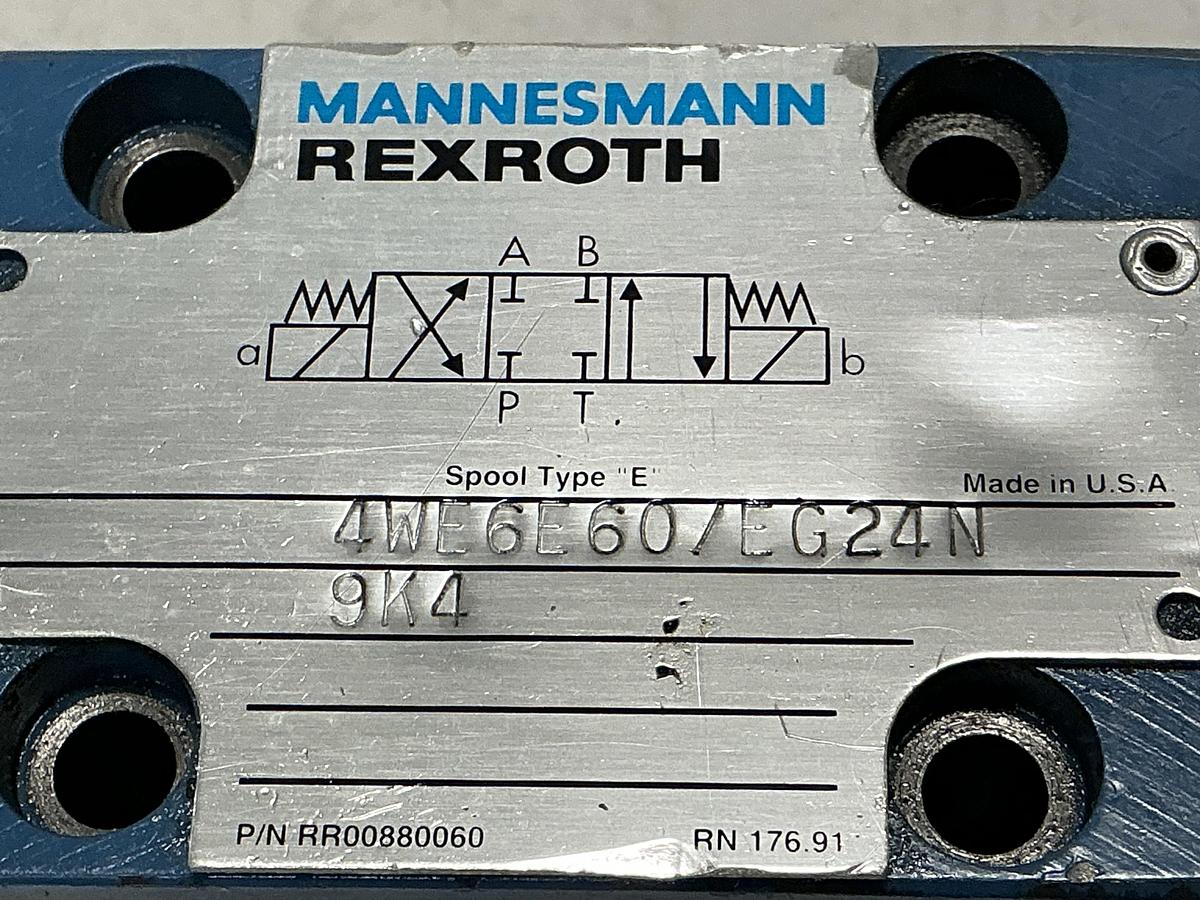 MANNESMANN
REXROTH
A B
a b
P T
Spool Type "E"
Made in U.S.A
4WE6E60/EG24N
9K4
P/N RR00880060 RN 176.91